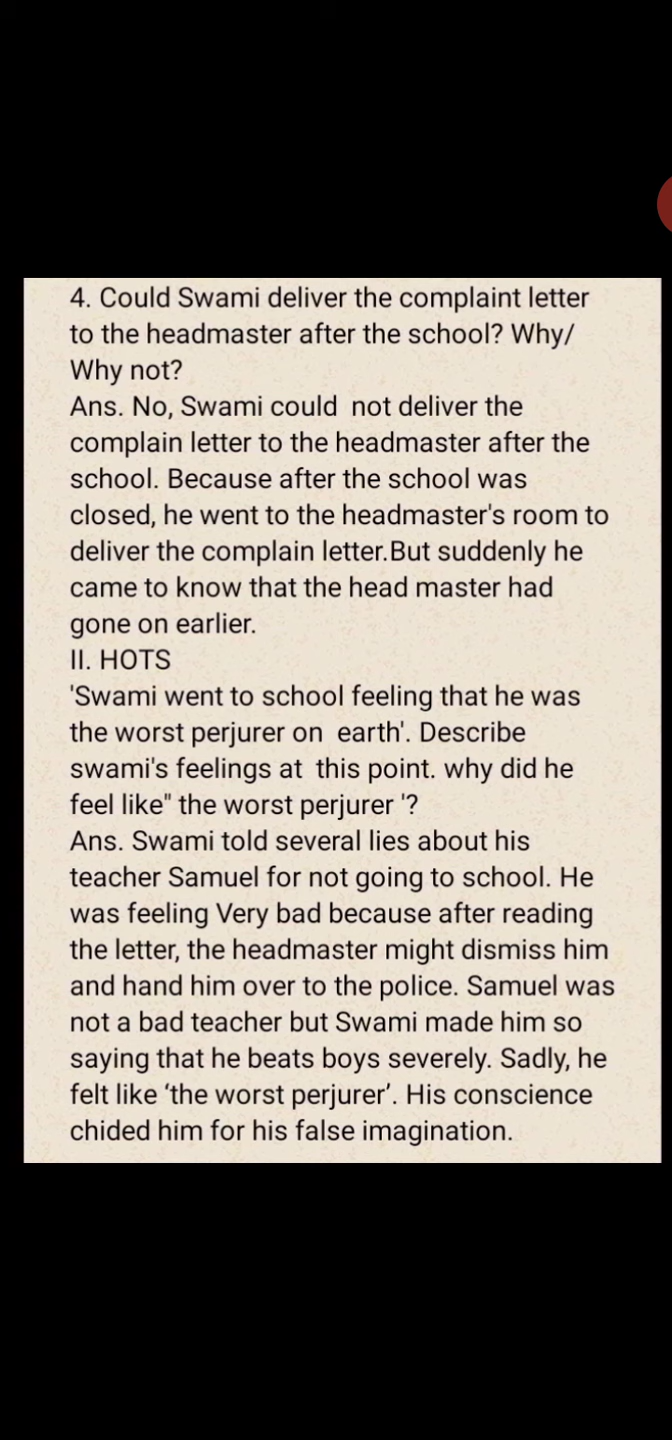 4. Could Swami deliver the complaint letter
to the headmaster after the school? Why/
Why not?
Ans. No, Swami could  not deliver the
complain letter to the headmaster after the
school. Because after the school was
closed, he went to the headmaster's room to
deliver the complain letter.But suddenly he
came to know that the head master had
gone on earlier.
II. HOTS
'Swami went to school feeling that he was
the worst perjurer on  earth'. Describe
swami's feelings at  this point. why did he
feel like" the worst perjurer '?
Ans. Swami told several lies about his
teacher Samuel for not going to school. He
was feeling Very bad because after reading
the letter, the headmaster might dismiss him
and hand him over to the police. Samuel was
not a bad teacher but Swami made him so
saying that he beats boys severely. Sadly, he
felt like ‘the worst perjurer’. His conscience
chided him for his false imagination.